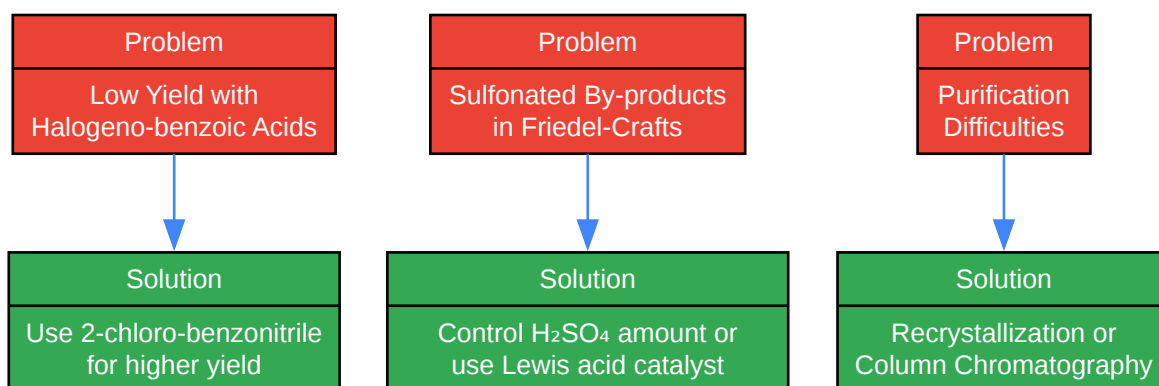 Problem
Low Yield with
Halogeno-benzoic Acids
Problem
Sulfonated By-products
in Friedel-Crafts
Problem
Purification
Difficulties
Solution
Use 2-chloro-benzonitrile
for higher yield
Solution
Control H₂SO₄ amount or
use Lewis acid catalyst
Solution
Recrystallization or
Column Chromatography